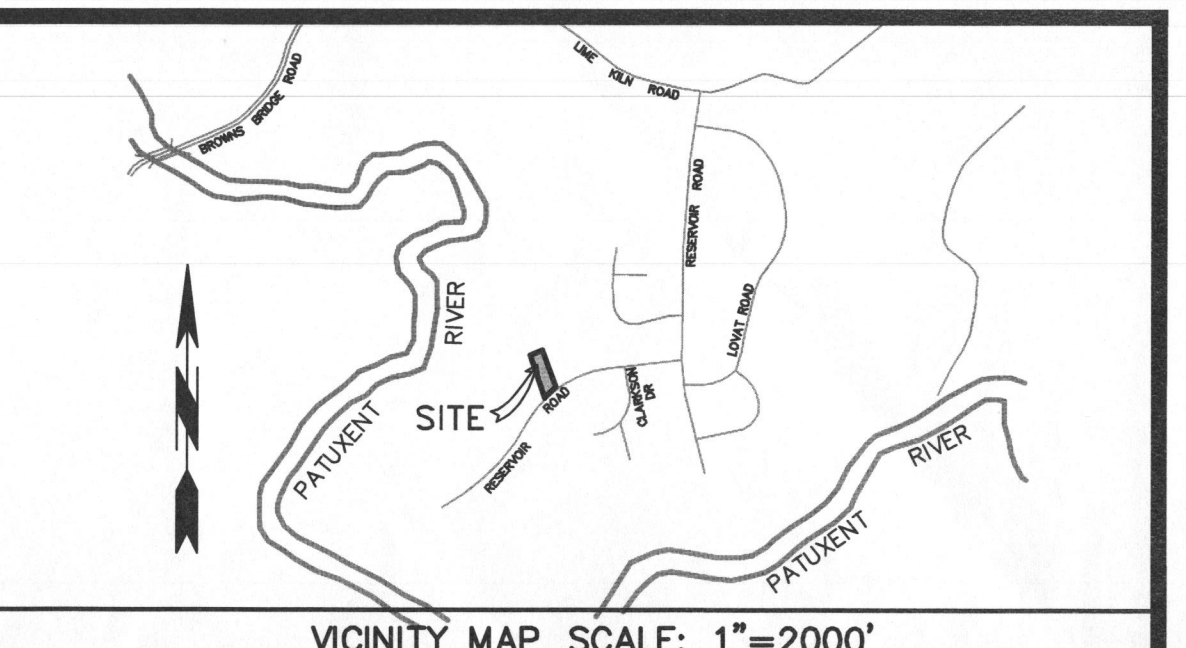 LIME KILN ROAD
BROWNS BRIDGE ROAD
RESERVOIR ROAD
RIVER
LOVAT ROAD
SITE
CLARKSON
DR
RESERVOIR ROAD
PATUXENT
RIVER
PATUXENT
N
VICINITY MAP SCALE: 1"=2000'